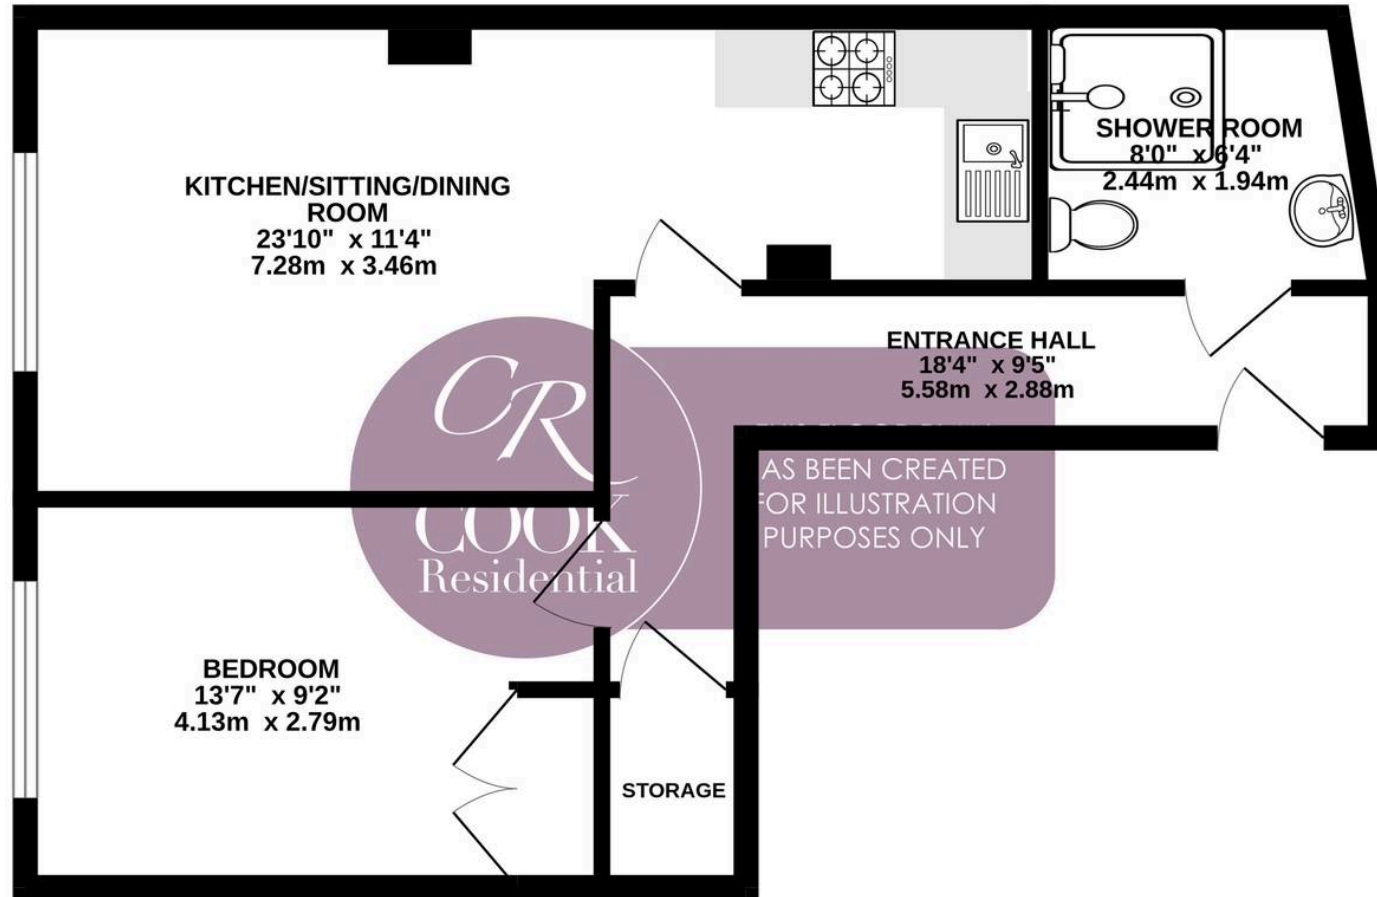 KITCHEN/SITTING/DINING
ROOM
23'10" x 11'4"
7.28m x 3.46m
SHOWER ROOM
8'0" x 6'4"
2.44m x 1.94m
ENTRANCE HALL
18'4" x 9'5"
5.58m x 2.88m
CR
COOK
Residential
AS BEEN CREATED
FOR ILLUSTRATION
PURPOSES ONLY
BEDROOM
13'7" x 9'2"
4.13m x 2.79m
STORAGE